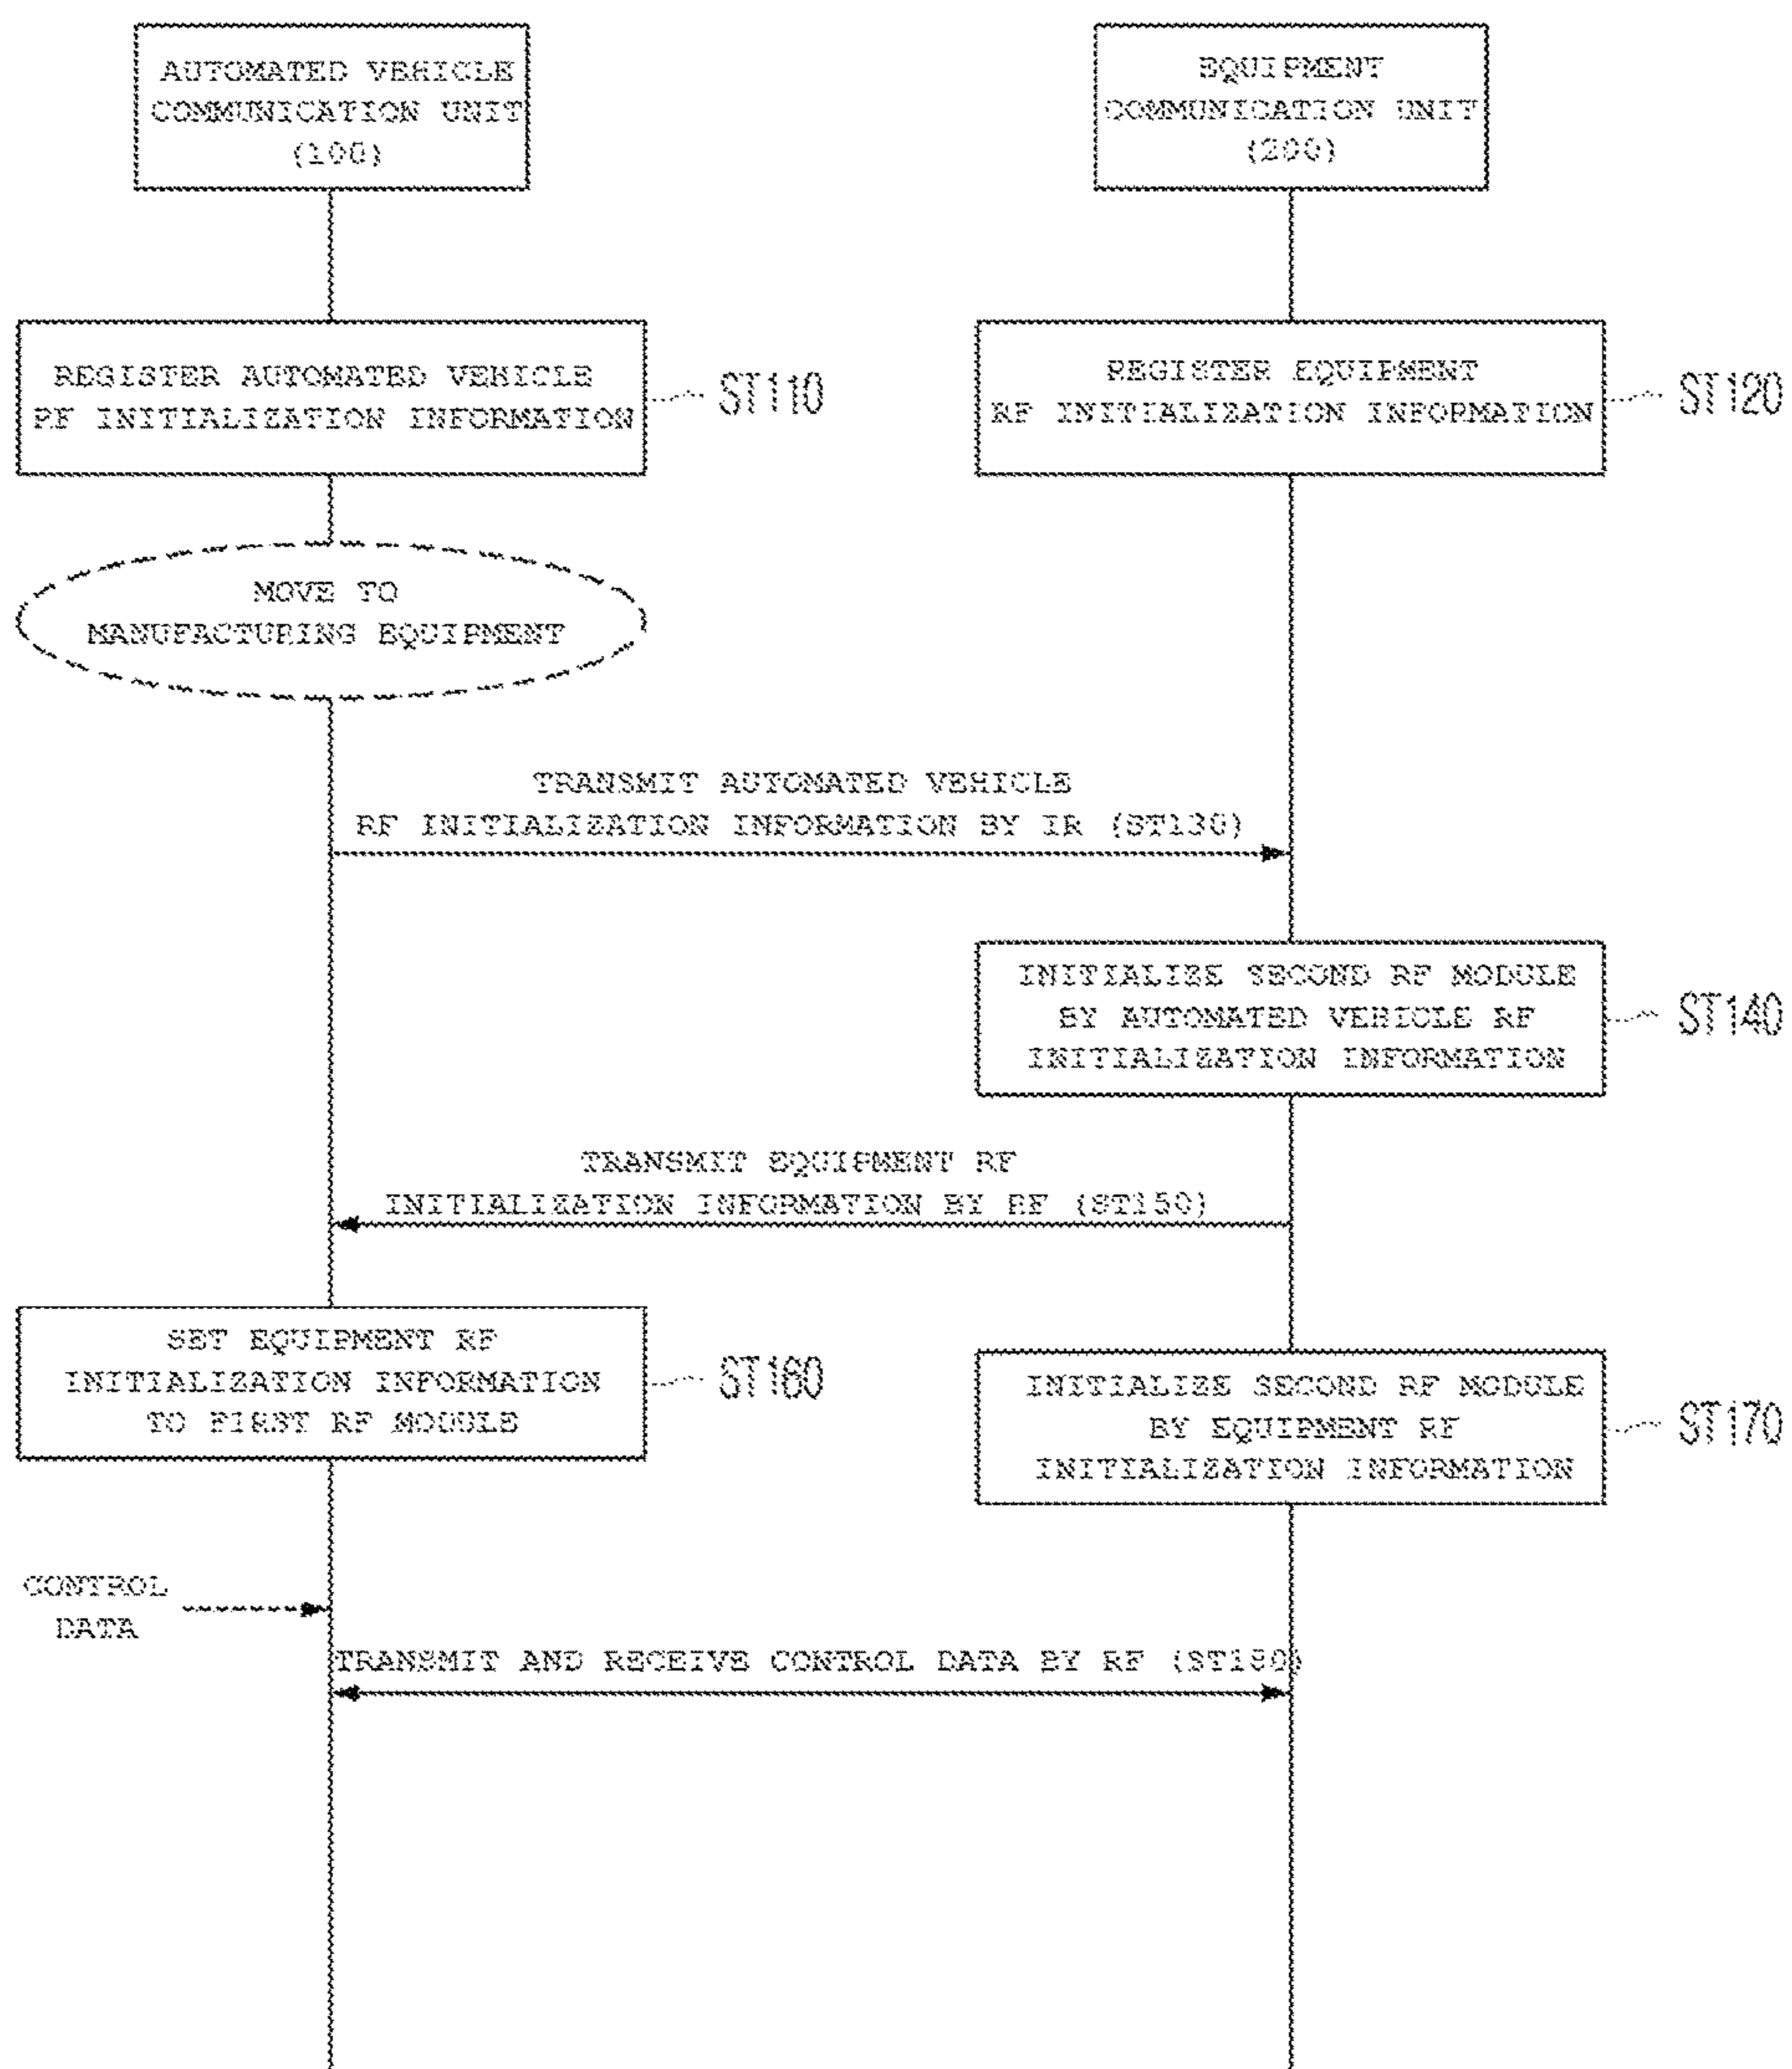 AUTOMATED VEHICLE
COMMUNICATION UNIT
(100)
EQUIPMENT
COMMUNICATION UNIT
(200)
REGISTER AUTOMATED VEHICLE
RF INITIALIZATION INFORMATION
ST110
REGISTER EQUIPMENT
RF INITIALIZATION INFORMATION
ST120
MOVE TO
MANUFACTURING EQUIPMENT
TRANSMIT AUTOMATED VEHICLE
RF INITIALIZATION INFORMATION BY IR (ST130)
INITIALIZE SECOND RF MODULE
BY AUTOMATED VEHICLE RF
INITIALIZATION INFORMATION
ST140
TRANSMIT EQUIPMENT RF
INITIALIZATION INFORMATION BY RF (ST150)
SET EQUIPMENT RF
INITIALIZATION INFORMATION
TO FIRST RF MODULE
ST160
INITIALIZE SECOND RF MODULE
BY EQUIPMENT RF
INITIALIZATION INFORMATION
ST170
CONTROL
DATA
TRANSMIT AND RECEIVE CONTROL DATA BY RF (ST180)